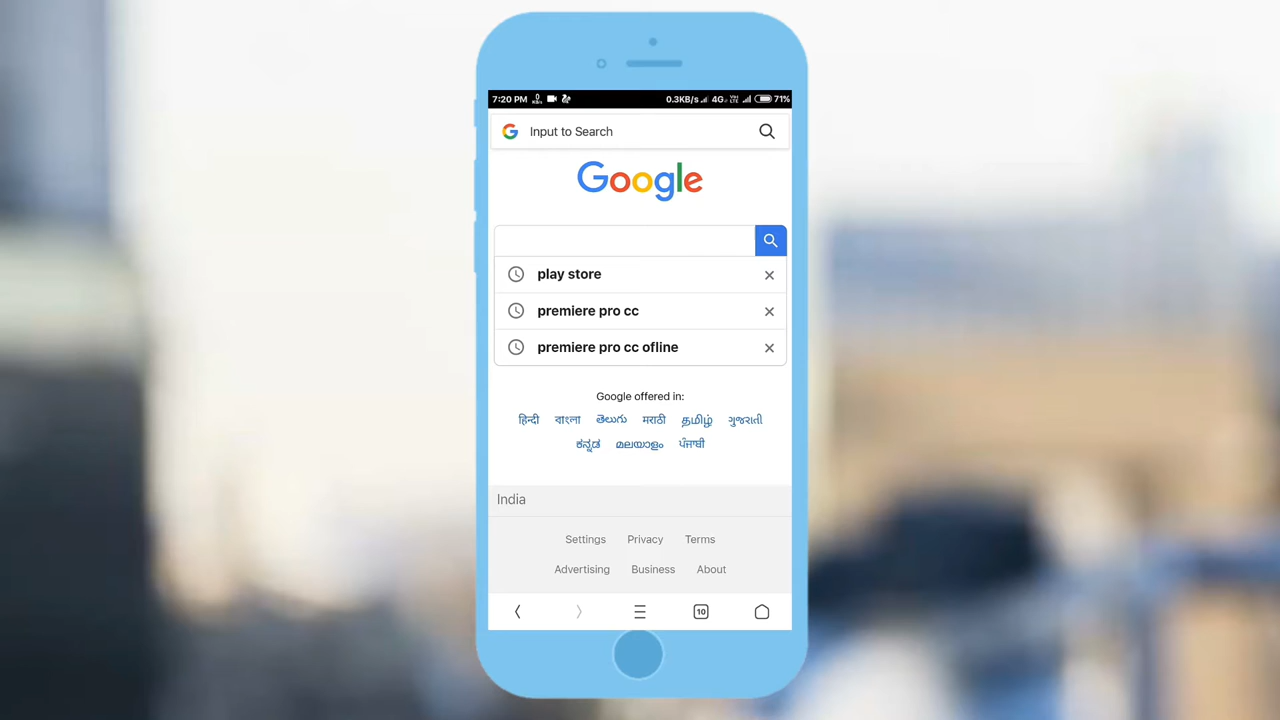 7:20 PM 0.3KB/s 4G 71%
Input to Search
Google
play store
premiere pro cc
premiere pro cc ofline
Google offered in:
हिन्दी বাংলা తెలుగు मराठी தமிழ் ગુજરાતી
ಕನ್ನಡ മലയാളം ਪੰਜਾਬੀ
India
Settings Privacy Terms
Advertising Business About
10